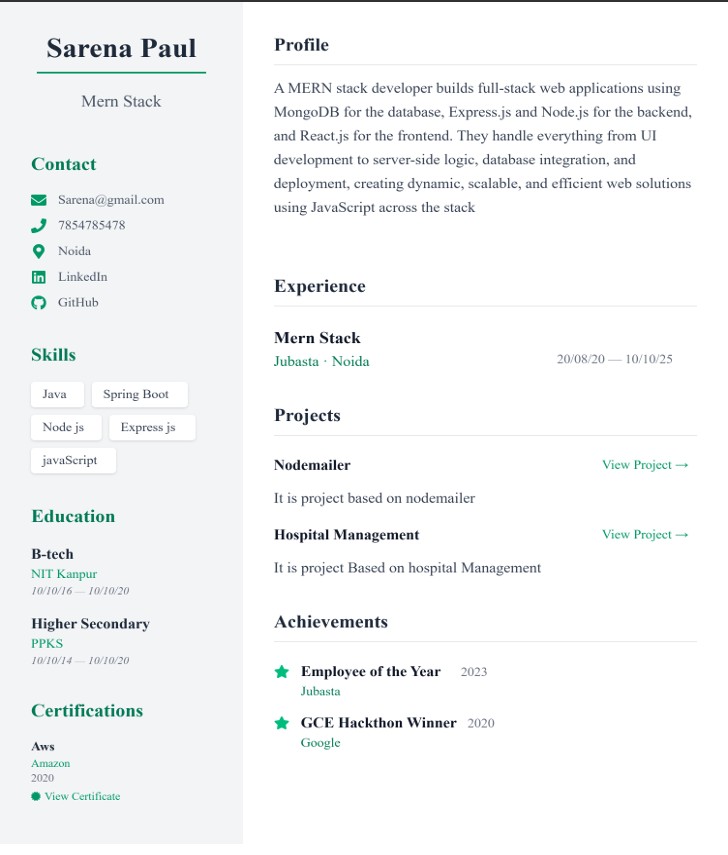 Sarena Paul
Mern Stack
Contact
Sarena@gmail.com
7854785478
Noida
LinkedIn
GitHub
Skills
Java
Spring Boot
Node js
Express js
javaScript
Education
B-tech
NIT Kanpur
10/10/16 — 10/10/20
Higher Secondary
PPKS
10/10/14 — 10/10/20
Certifications
Aws
Amazon
2020
View Certificate
Profile
A MERN stack developer builds full-stack web applications using
MongoDB for the database, Express.js and Node.js for the backend,
and React.js for the frontend. They handle everything from UI
development to server-side logic, database integration, and
deployment, creating dynamic, scalable, and efficient web solutions
using JavaScript across the stack
Experience
Mern Stack
Jubasta · Noida 20/08/20 — 10/10/25
Projects
Nodemailer View Project →
It is project based on nodemailer
Hospital Management View Project →
It is project Based on hospital Management
Achievements
Employee of the Year 2023
Jubasta
GCE Hackthon Winner 2020
Google